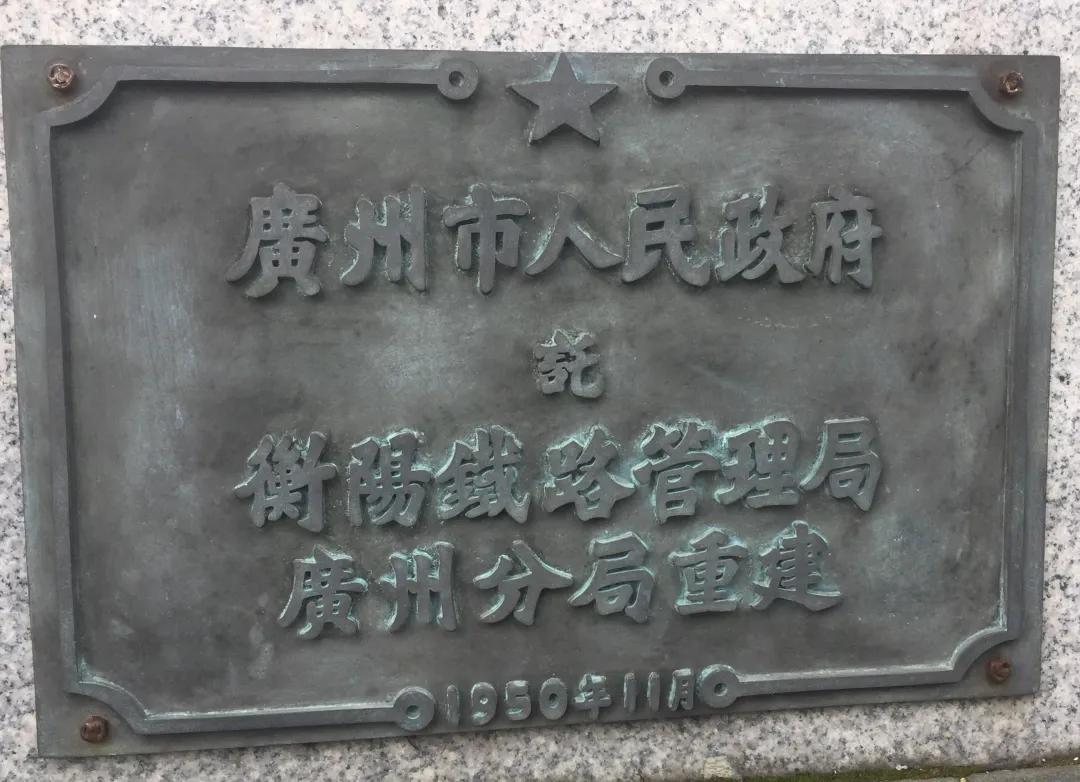 廣州市人民政府
託
衡陽鐵路管理局
廣州分局重建
1950年11月